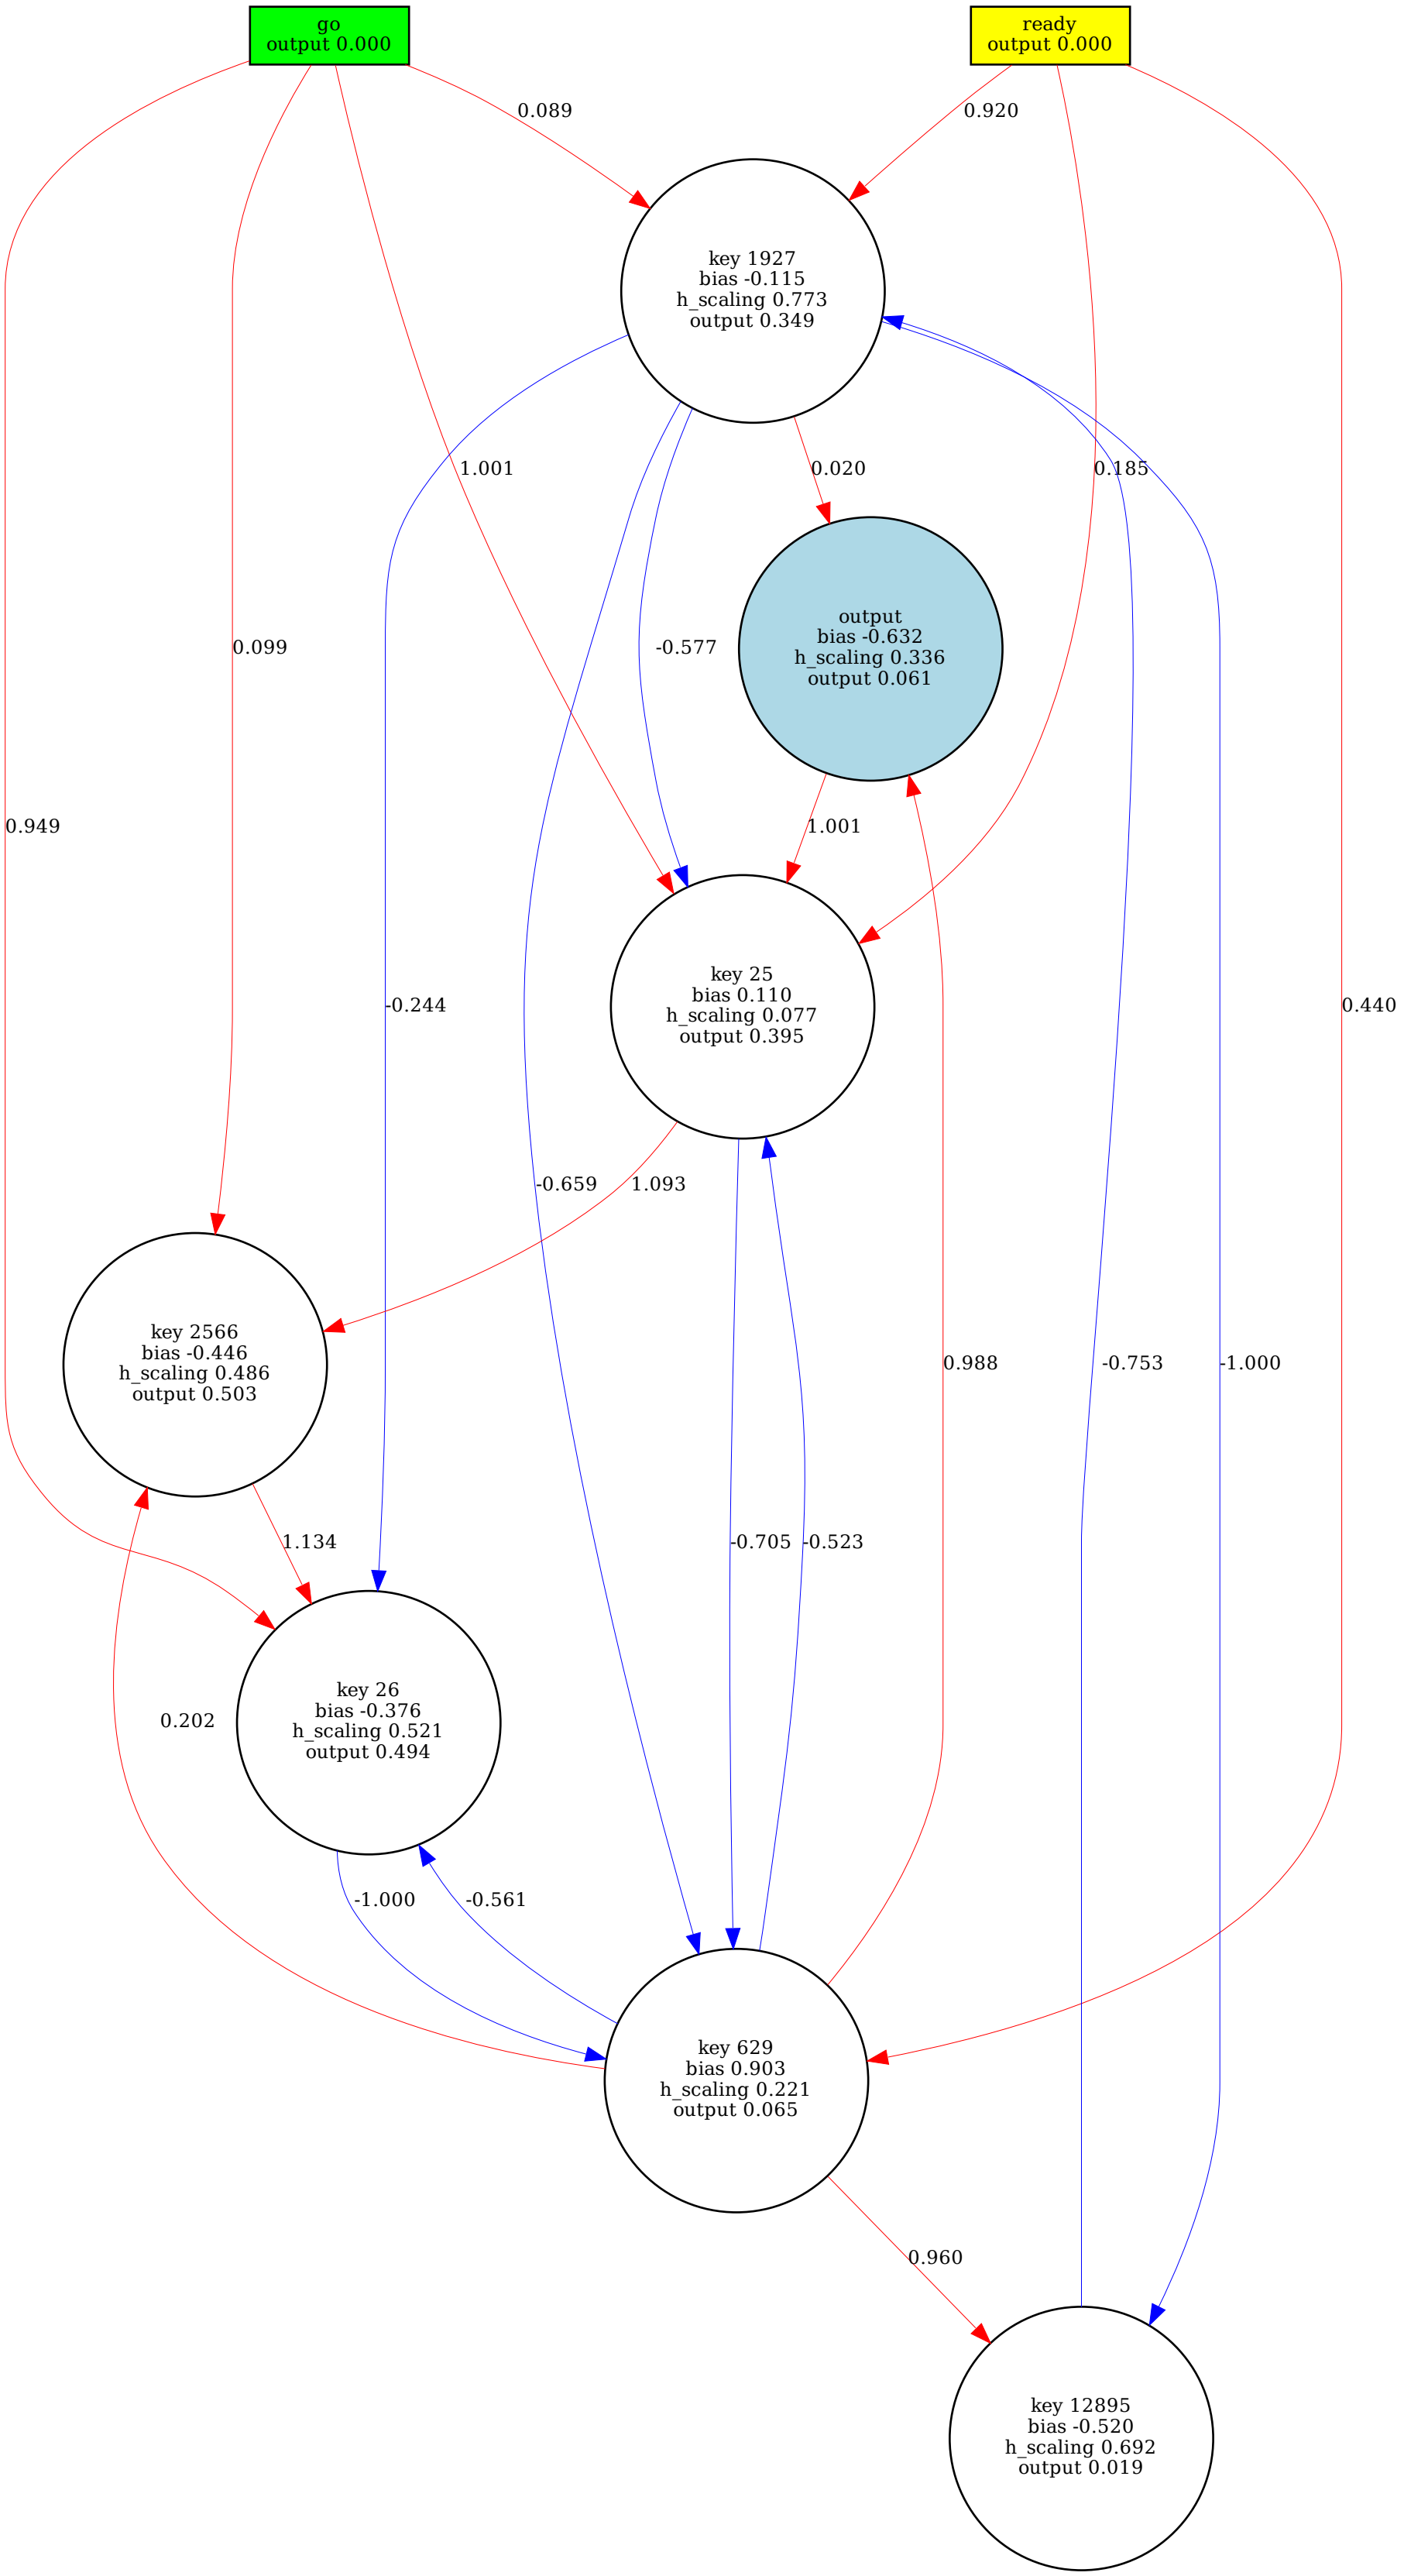 go
output 0.000
ready
output 0.000
0.089
0.920
key 1927
bias -0.115
h_scaling 0.773
output 0.349
1.001
0.020
0.185
0.099
-0.577
output
bias -0.632
h_scaling 0.336
output 0.061
0.949
1.001
-0.244
key 25
bias 0.110
h_scaling 0.077
output 0.395
0.440
-0.659
1.093
key 2566
bias -0.446
h_scaling 0.486
output 0.503
0.988
-0.753
-1.000
1.134
-0.705
-0.523
0.202
key 26
bias -0.376
h_scaling 0.521
output 0.494
-1.000
-0.561
key 629
bias 0.903
h_scaling 0.221
output 0.065
0.960
key 12895
bias -0.520
h_scaling 0.692
output 0.019